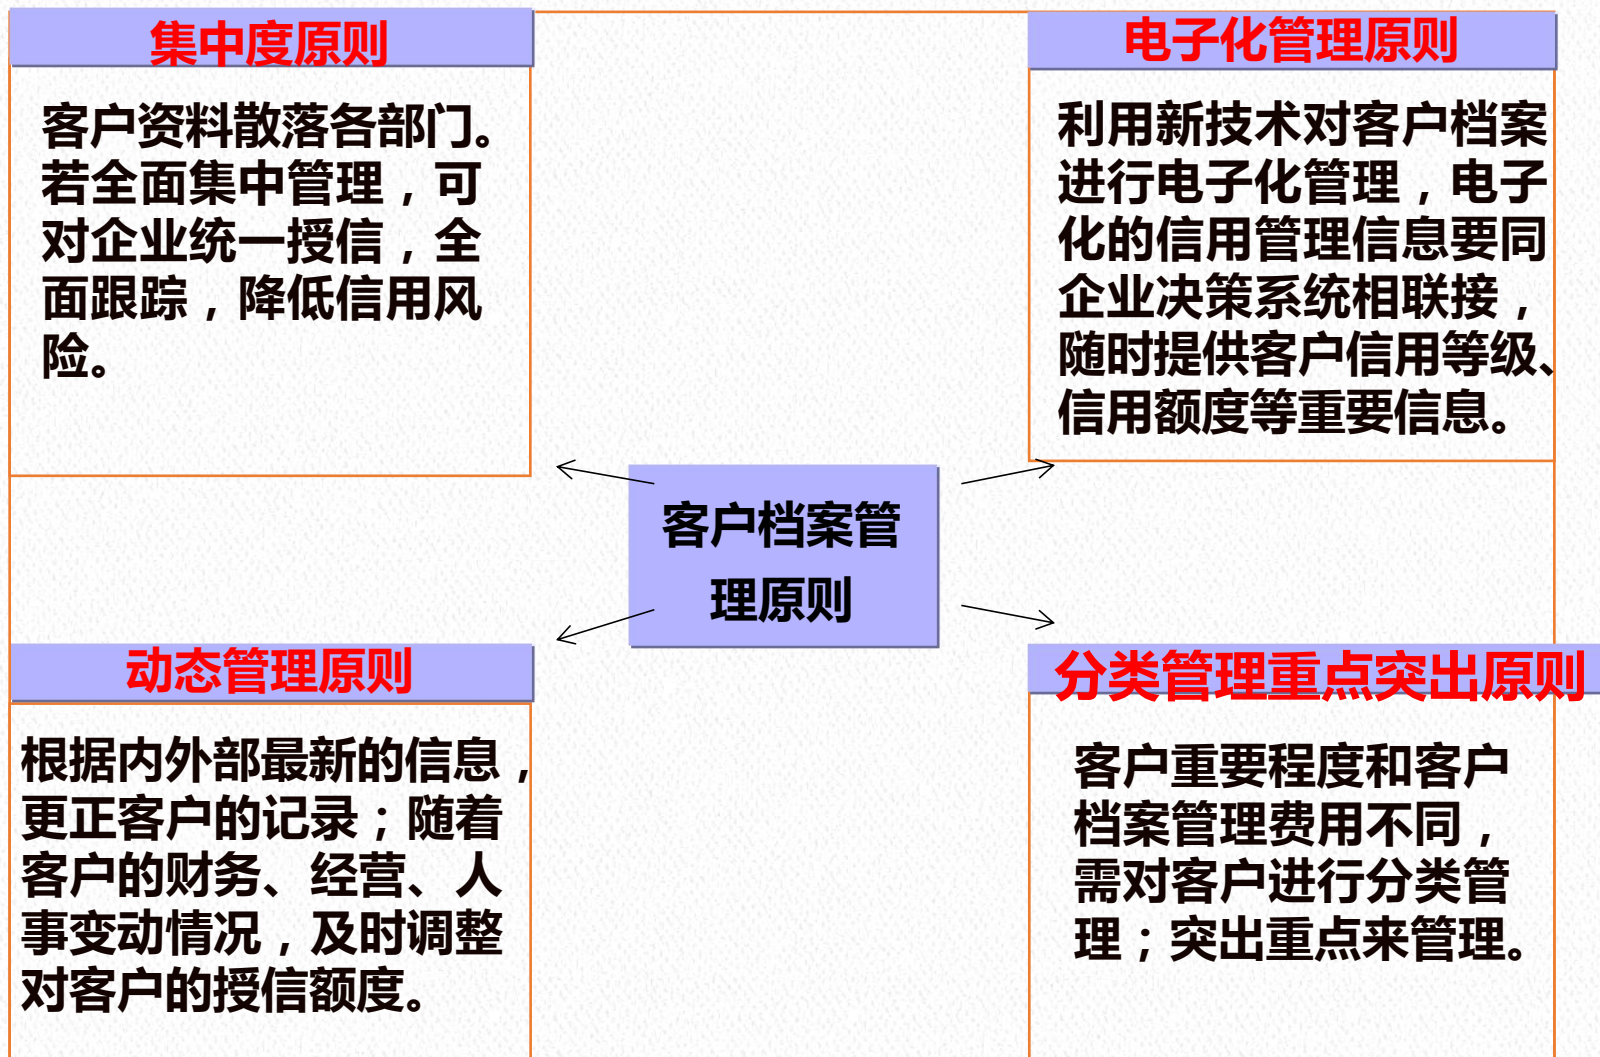 集中度原则
客户资料散落各部门。
若全面集中管理，可
对企业统一授信，全
面跟踪，降低信用风
险。
电子化管理原则
利用新技术对客户档案
进行电子化管理，电子
化的信用管理信息要同
企业决策系统相联接，
随时提供客户信用等级、
信用额度等重要信息。
客户档案管
理原则
动态管理原则
根据内外部最新的信息，
更正客户的记录；随着
客户的财务、经营、人
事变动情况，及时调整
对客户的授信额度。
分类管理重点突出原则
客户重要程度和客户
档案管理费用不同，
需对客户进行分类管
理；突出重点来管理。